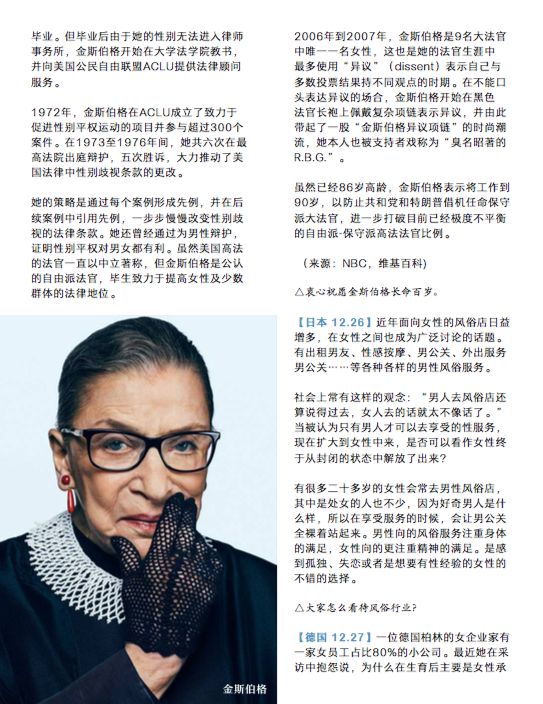 毕业。但毕业后由于她的性别无法进入律师
事务所，金斯伯格开始在大学法学院教书，
并向美国公民自由联盟ACLU提供法律顾问
服务。
1972年，金斯伯格在ACLU成立了致力于
促进性别平权运动的项目并参与超过300个
案件。在1973至1976年间，她共六次在最
高法院出庭辩护，五次胜诉，大力推动了美
国法律中性别歧视条款的更改。
她的策略是通过每个案例形成先例，并在后
续案例中引用先例，一步步慢慢改变性别歧
视的法律条款。她还曾经通过为男性辩护，
证明性别平权对男女都有利。虽然美国高法
的法官一直以中立著称，但金斯伯格是公认
的自由派法官，毕生致力于提高女性及少数
群体的法律地位。
金斯伯格
2006年到2007年，金斯伯格是9名大法官
中唯一一名女性，这也是她的法官生涯中
最多使用“异议”（dissent）表示自己与
多数投票结果持不同观点的时期。在不能口
头表达异议的场合，金斯伯格开始在黑色
法官长袍上佩戴复杂项链表示异议，并由此
带起了一股“金斯伯格异议项链”的时尚潮
流，她本人也被支持者戏称为“臭名昭著的
R.B.G.”。
虽然已经86岁高龄，金斯伯格表示将工作到
90岁，以防止共和党和特朗普借机任命保守
派大法官，进一步打破目前已经极度不平衡
的自由派-保守派高法法官比例。
（来源：NBC，维基百科)
△衷心祝愿金斯伯格长命百岁。
【日本 12.26】近年面向女性的风俗店日益
增多，在女性之间也成为广泛讨论的话题。
有出租男友、性感按摩、男公关、外出服务
男公关……等各种各样的男性风俗服务。
社会上常有这样的观念：“男人去风俗店还
算说得过去，女人去的话就太不像话了。”
当被认为只有男人才可以去享受的性服务，
现在扩大到女性中来，是否可以看作女性终
于从封闭的状态中解放了出来？
有很多二十多岁的女性会常去男性风俗店，
其中是处女的人也不少，因为好奇男人是什
么样，所以在享受服务的时候，会让男公关
全裸着站起来。男性向的风俗服务注重身体
的满足，女性向的更注重精神的满足。是感
到孤独、失恋或者是想要有性经验的女性的
不错的选择。
△大家怎么看待风俗行业？
【德国 12.27】一位德国柏林的女企业家有
一家女员工占比80%的小公司。最近她在采
访中抱怨说，为什么在生育后主要是女性承